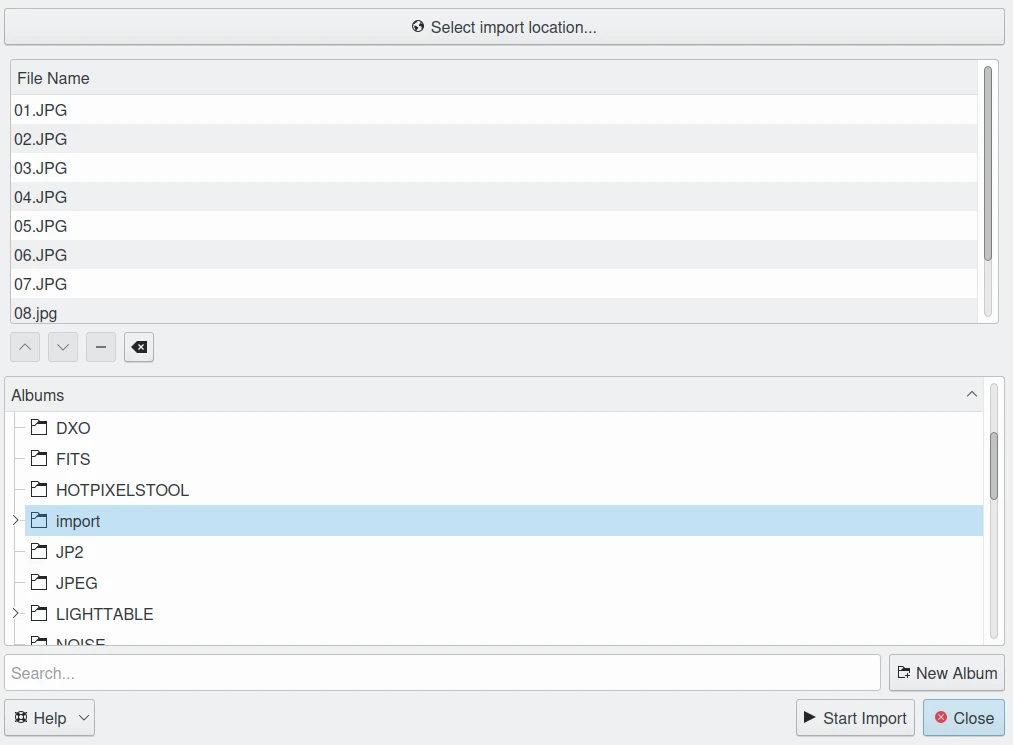 Select import location...
File Name
01.JPG
02.JPG
03.JPG
04.JPG
05.JPG
06.JPG
07.JPG
08.jpg
Albums
DXO
FITS
HOTPIXELSTOOL
import
JP2
JPEG
LIGHTTABLE
NOISE
Search...
New Album
Help
Start Import
Close